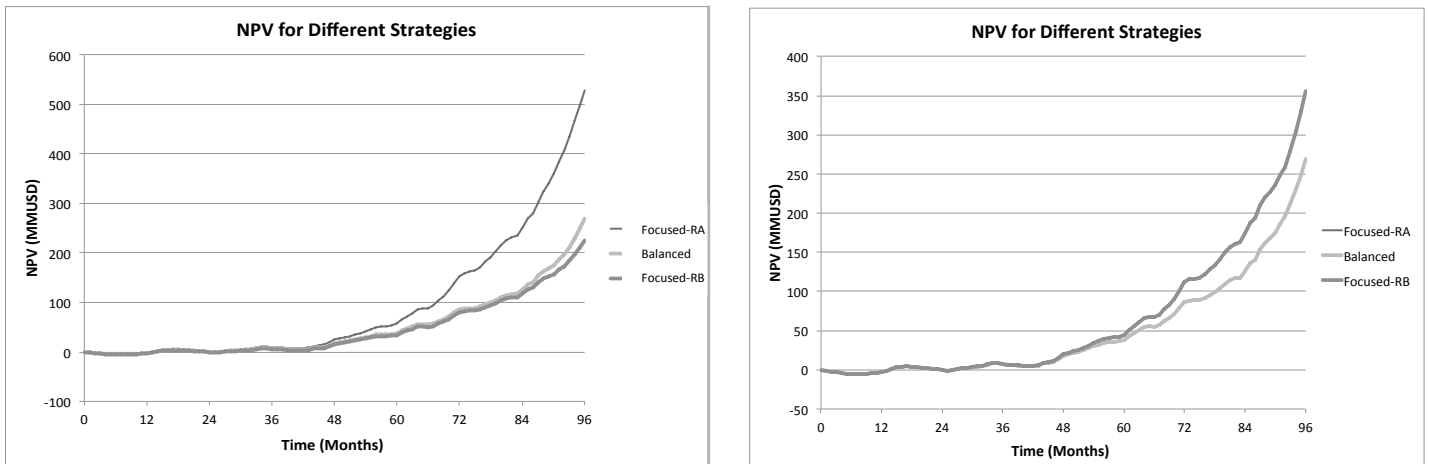 NPV for Different Strategies
600
500
400
300
200
100
0
-100
NPV (MMUSD)
0 12 24 36 48 60 72 84 96
Time (Months)
Focused-RA
Balanced
Focused-RB
NPV for Different Strategies
400
350
300
250
200
150
100
50
0
-50
NPV (MMUSD)
0 12 24 36 48 60 72 84 96
Time (Months)
Focused-RA
Balanced
Focused-RB